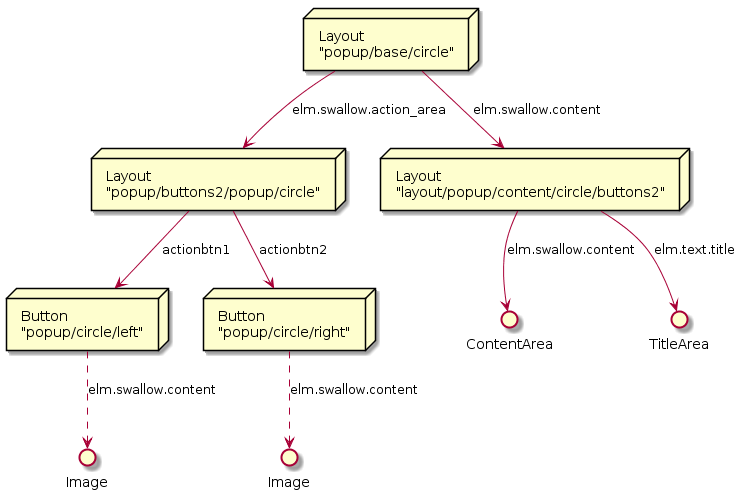 Layout
"popup/base/circle"
elm.swallow.action_area
elm.swallow.content
Layout
"popup/buttons2/popup/circle"
Layout
"layout/popup/content/circle/buttons2"
actionbtn1
actionbtn2
elm.swallow.content
elm.text.title
Button
"popup/circle/left"
Button
"popup/circle/right"
ContentArea
TitleArea
elm.swallow.content
elm.swallow.content
Image
Image